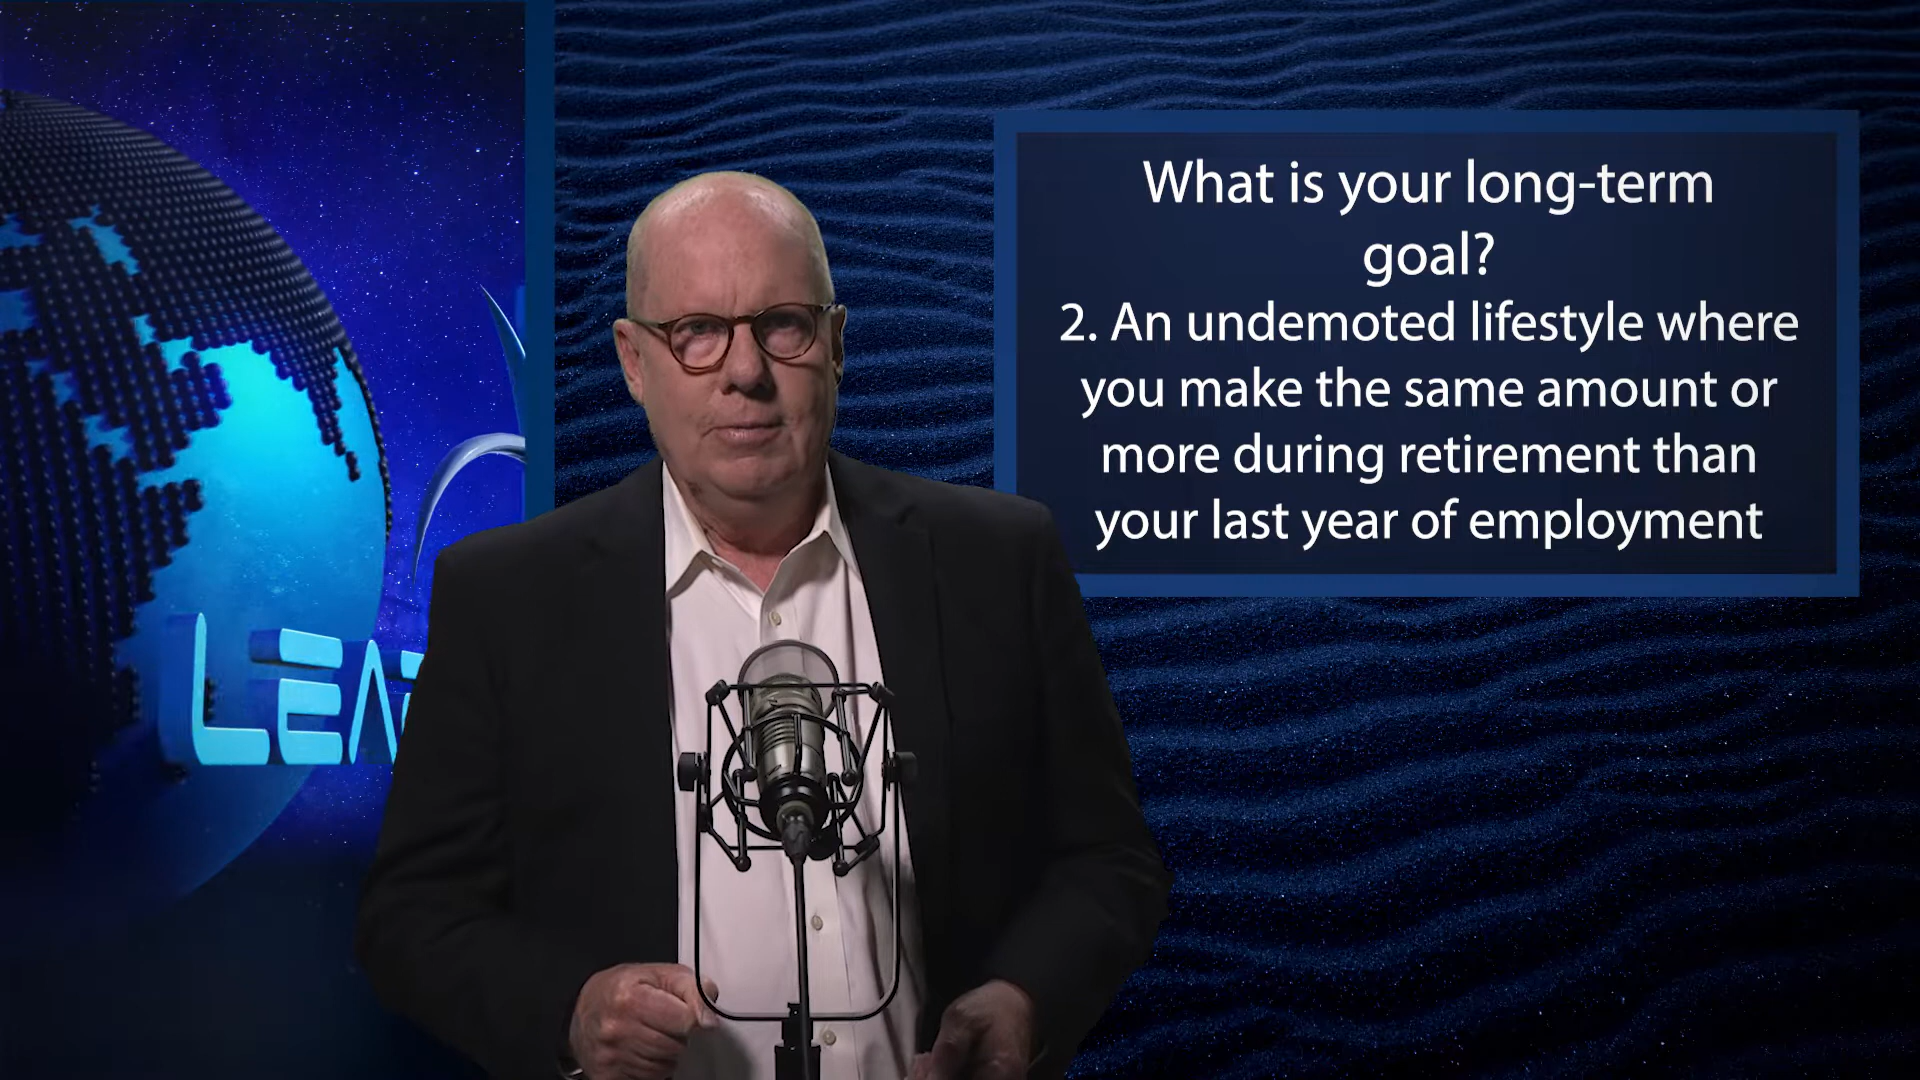 What is your long-term
goal?
2. An undemoted lifestyle where
you make the same amount or
more during retirement than
your last year of employment